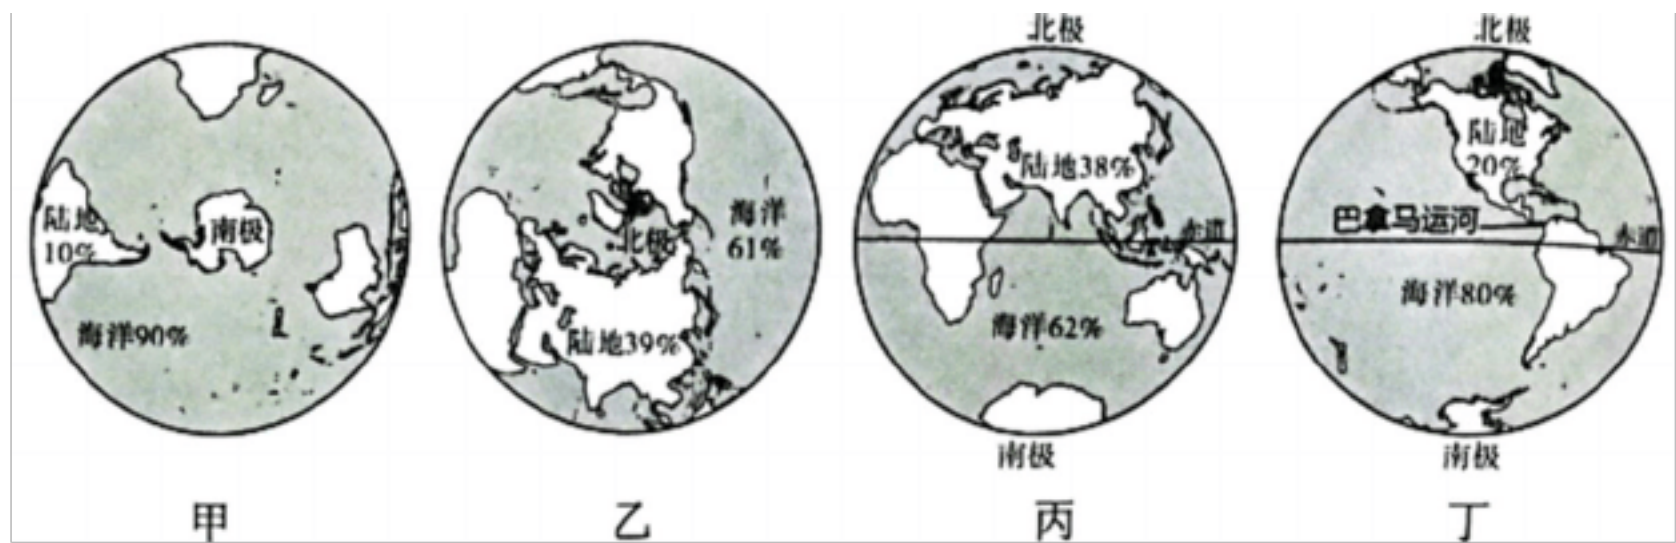 陆地
10%
南极
海洋90%
甲
北极
海洋
61%
陆地39%
乙
北极
陆地38%
赤道
海洋62%
南极
丙
北极
陆地
20%
巴拿马运河
赤道
海洋80%
南极
丁